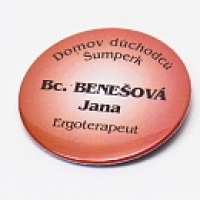 Domov důchodců
Šumperk
Bc. BENEŠOVÁ
Jana
Ergoterapeut